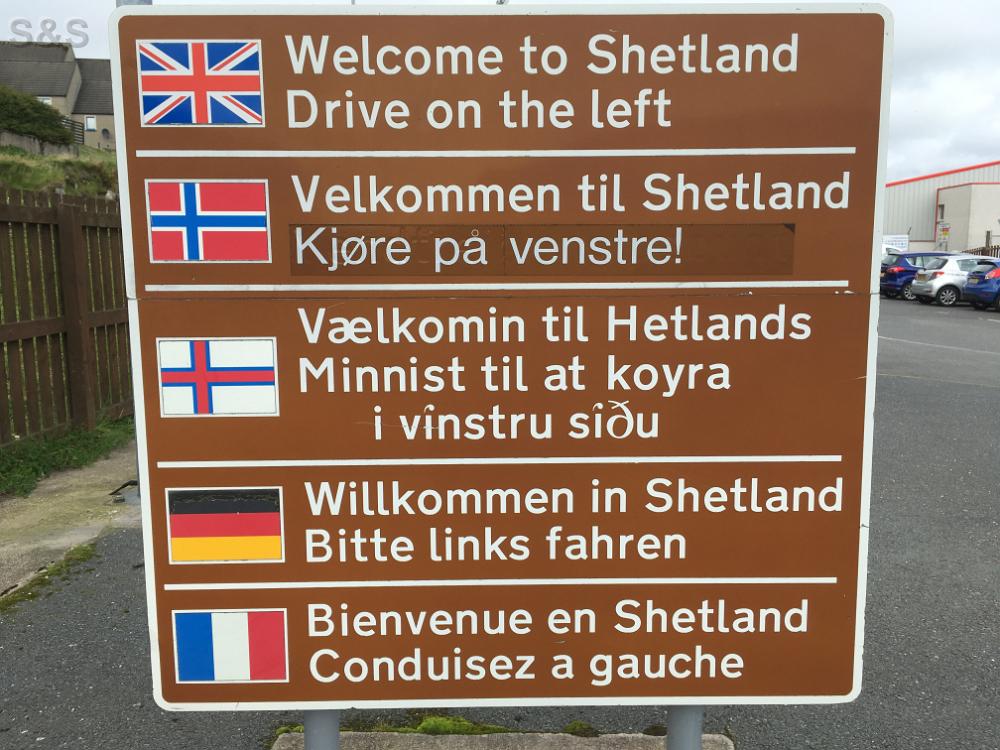 S&S
Welcome to Shetland
Drive on the left
Velkommen til Shetland
Kjøre på venstre!
Vælkomin til Hetlands
Minnist til at koyra
í vínstru síðu
Willkommen in Shetland
Bitte links fahren
Bienvenue en Shetland
Conduisez a gauche